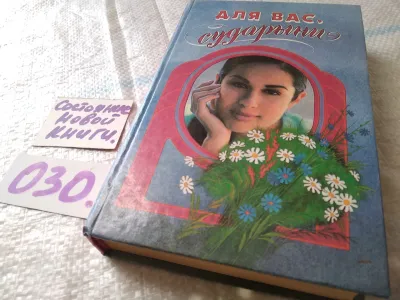 ДЛЯ ВАС,
сударыни
Состояние
новой
книги.
030.